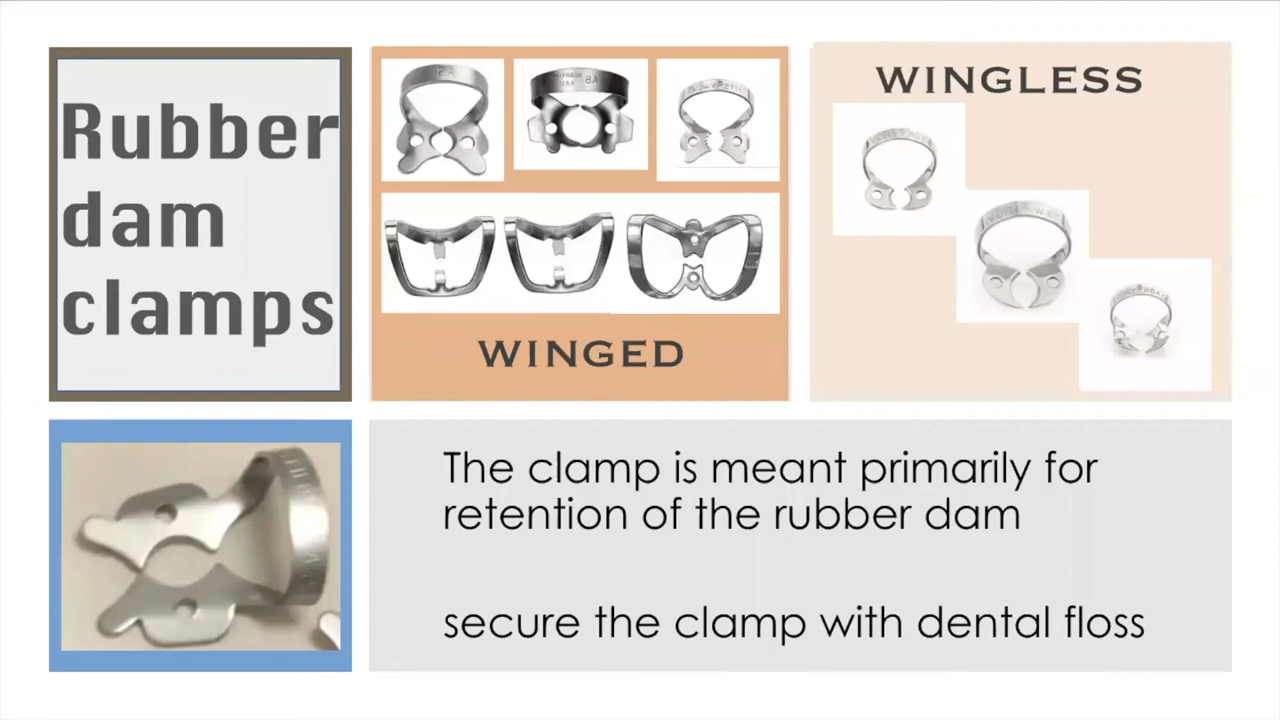 Rubber
dam
clamps
8A
WINGED
WINGLESS
The clamp is meant primarily for
retention of the rubber dam
secure the clamp with dental floss